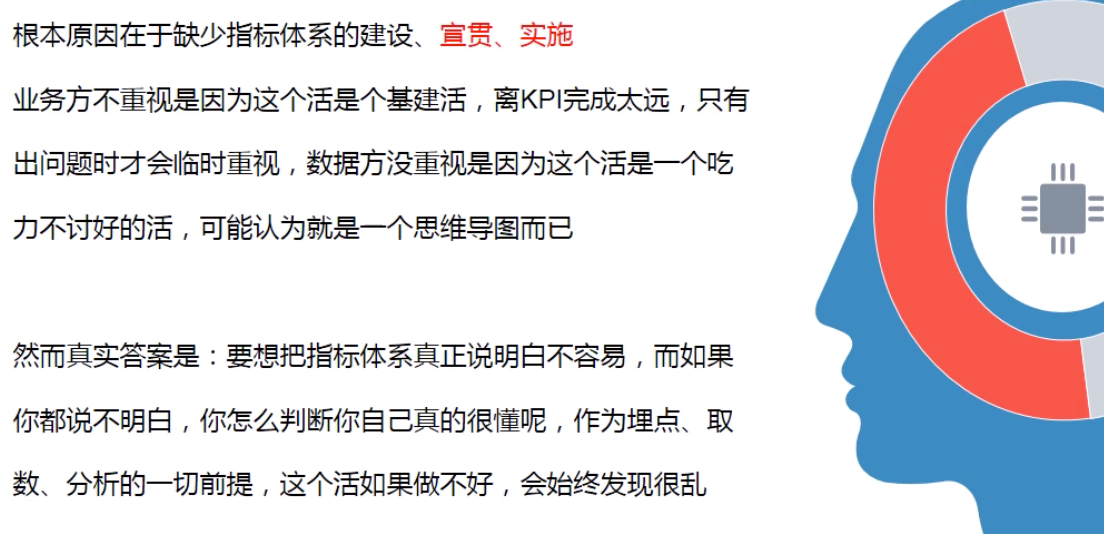 根本原因在于缺少指标体系的建设、宣贯、实施
业务方不重视是因为这个活是个基建活，离KPI完成太远，只有
出问题时才会临时重视，数据方没重视是因为这个活是一个吃
力不讨好的活，可能认为就是一个思维导图而已
然而真实答案是：要想把指标体系真正说明白不容易，而如果
你都说不明白，你怎么判断你自己真的很懂呢，作为埋点、取
数、分析的一切前提，这个活如果做不好，会始终发现很乱